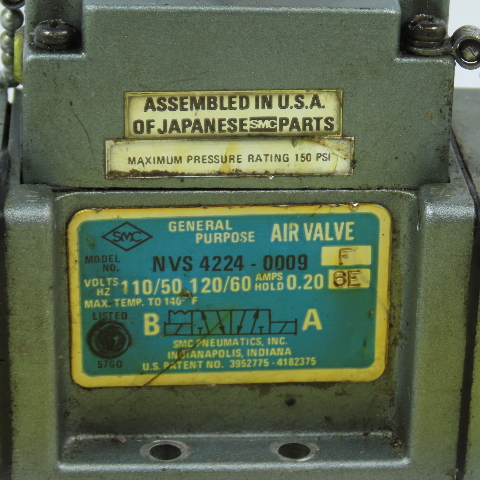 ASSEMBLED IN U.S.A.
OF JAPANESE SMC PARTS
MAXIMUM PRESSURE RATING 150 PSI
SMC GENERAL PURPOSE AIR VALVE
MODEL NO. NVS 4224-0009 F
VOLTS HZ 110/50 120/60 AMPS HOLD 0.20 6E
MAX. TEMP. TO 140° F
LISTED B A
57G0
SMC PNEUMATICS, INC.
INDIANAPOLIS, INDIANA
U.S. PATENT NO. 3952775 - 4182375